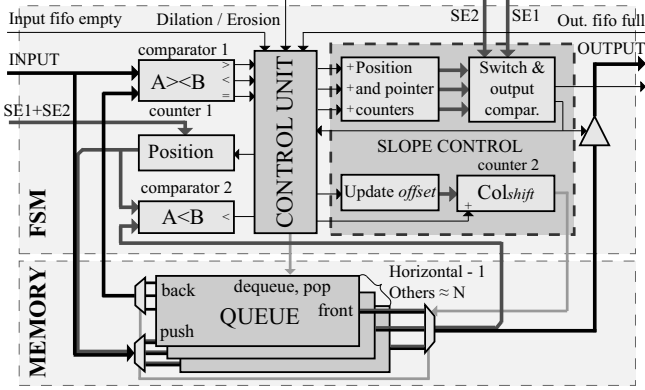 Input fifo empty
Dilation / Erosion
SE2
SE1
Out. fifo full
INPUT
OUTPUT
comparator 1
A><B
>
<
=
CONTROL UNIT
+Position
+and pointer
+counters
Switch &
output
compar.
SE1+SE2
counter 1
Position
SLOPE CONTROL
counter 2
comparator 2
A<B
<
Update offset
Colshift
+
FSM
Horizontal - 1
Others ≈ N
back
dequeue, pop
front
QUEUE
push
MEMORY